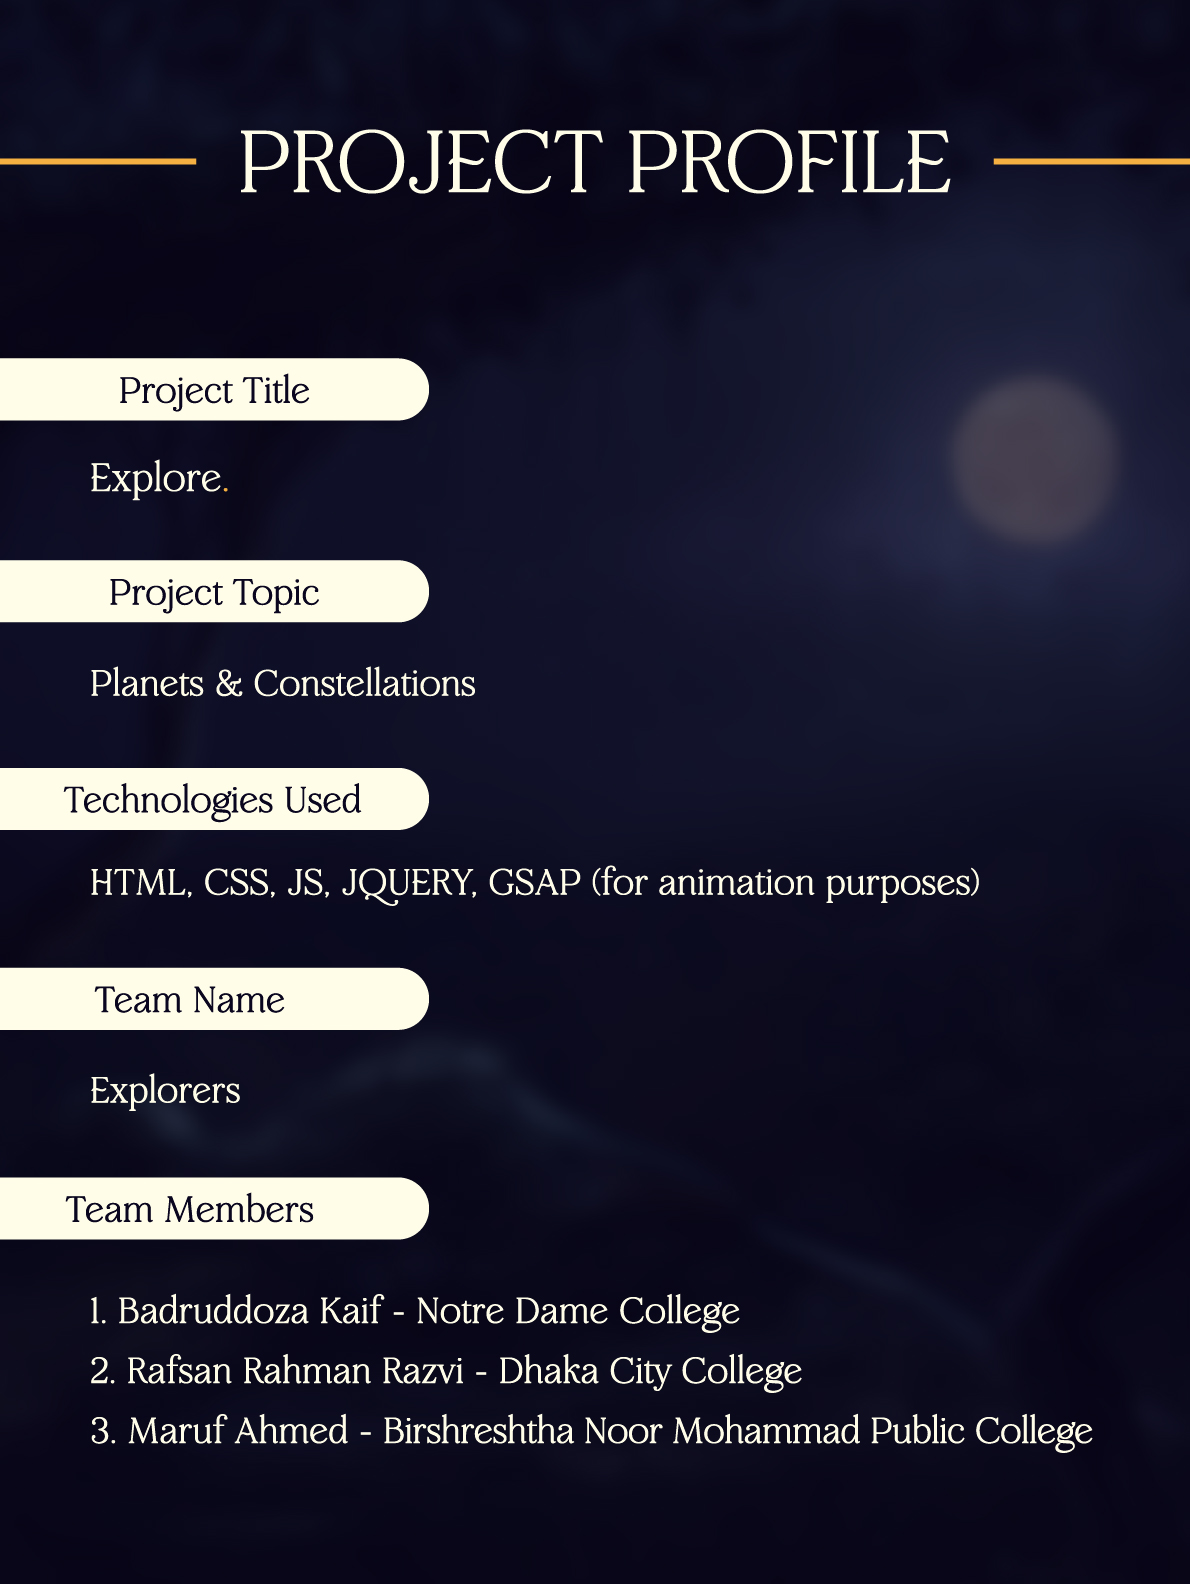 PROJECT PROFILE
Project Title
Explore.
Project Topic
Planets & Constellations
Technologies Used
HTML, CSS, JS, JQUERY, GSAP (for animation purposes)
Team Name
Explorers
Team Members
1. Badruddoza Kaif - Notre Dame College
2. Rafsan Rahman Razvi - Dhaka City College
3. Maruf Ahmed - Birshreshtha Noor Mohammad Public College